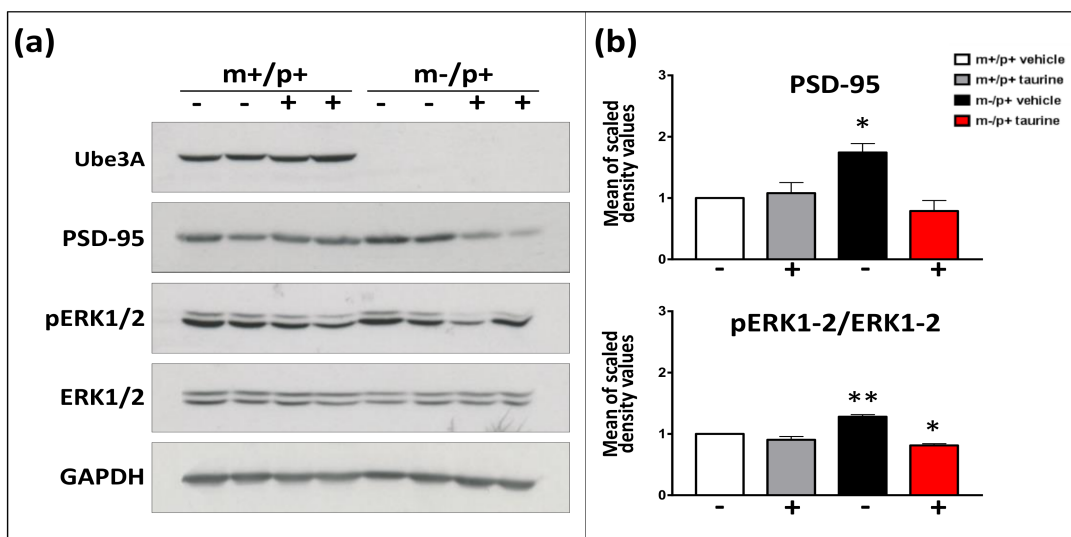 (a)
m+/p+ m-/p+
- - + + - - + +
Ube3A
PSD-95
pERK1/2
ERK1/2
GAPDH
(b)
m+/p+ vehicle
m+/p+ taurine
m-/p+ vehicle
m-/p+ taurine
PSD-95
Mean of scaled
density values
3
2
1
0
*
- + - +
pERK1-2/ERK1-2
Mean of scaled
density values
3
2
1
0
** *
- + - +